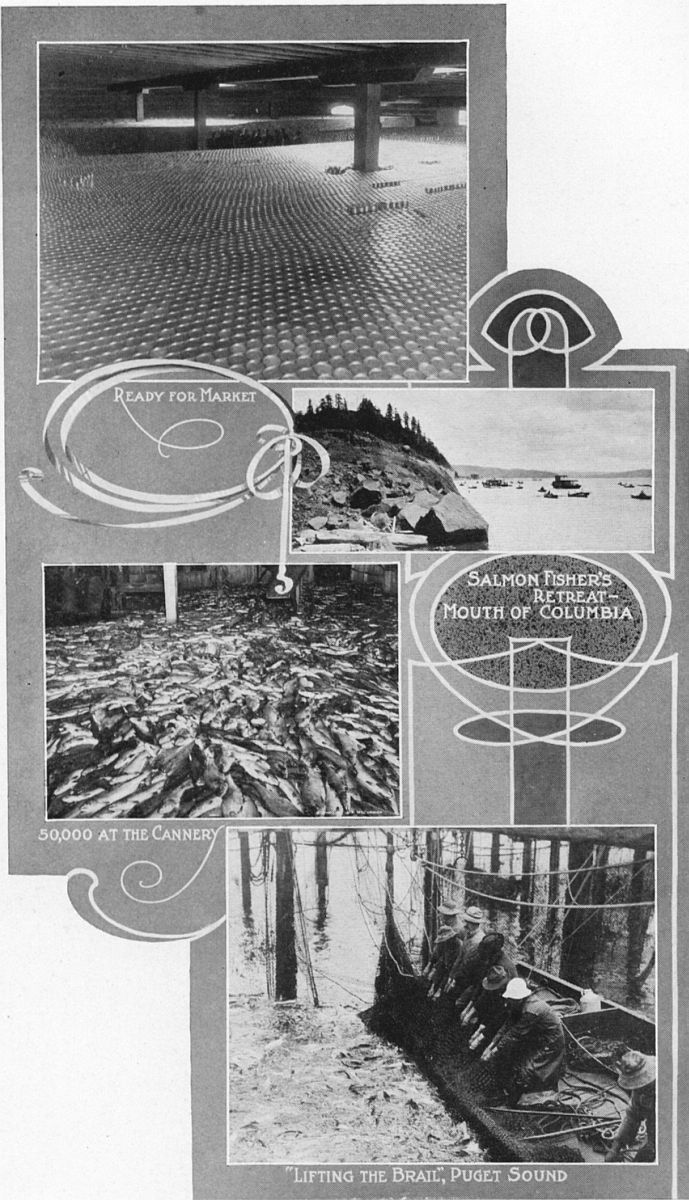 READY FOR MARKET
SALMON FISHER'S
RETREAT—
MOUTH OF COLUMBIA
50,000 AT THE CANNERY
"LIFTING THE BRAIL", PUGET SOUND